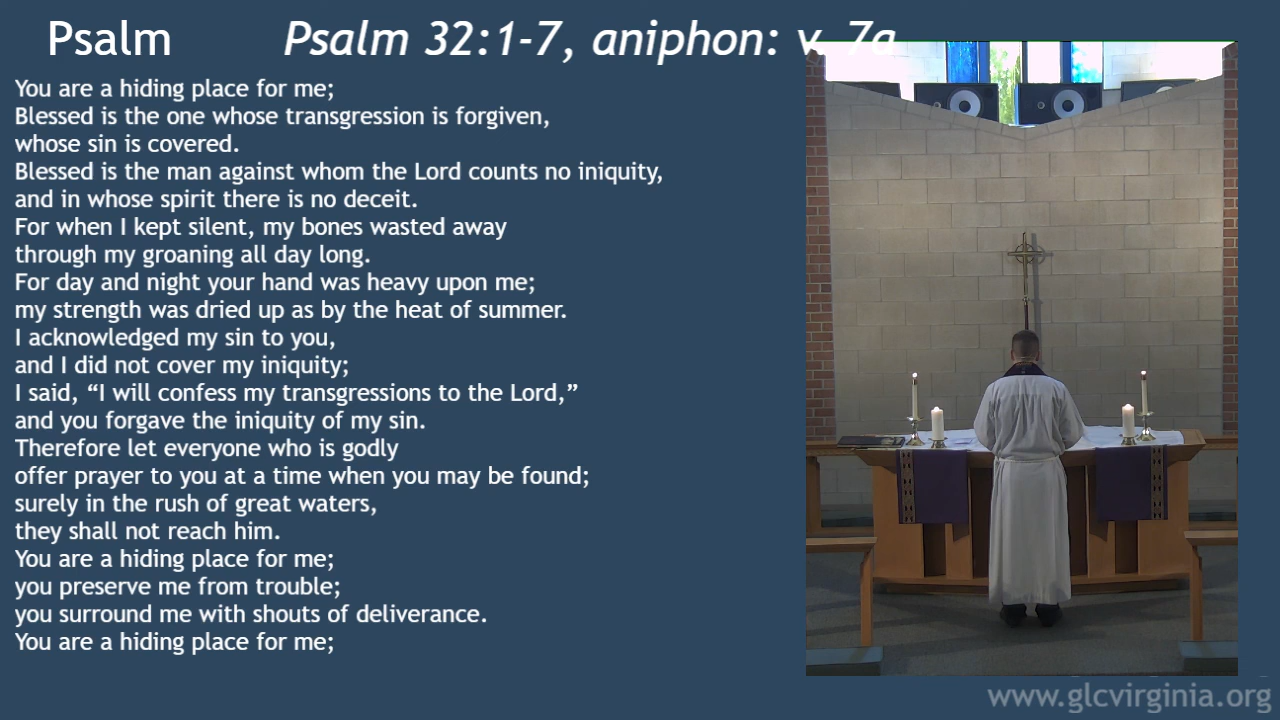 Psalm Psalm 32:1-7, aniphon: v. 7a
You are a hiding place for me;
Blessed is the one whose transgression is forgiven,
whose sin is covered.
Blessed is the man against whom the Lord counts no iniquity,
and in whose spirit there is no deceit.
For when I kept silent, my bones wasted away
through my groaning all day long.
For day and night your hand was heavy upon me;
my strength was dried up as by the heat of summer.
I acknowledged my sin to you,
and I did not cover my iniquity;
I said, “I will confess my transgressions to the Lord,”
and you forgave the iniquity of my sin.
Therefore let everyone who is godly
offer prayer to you at a time when you may be found;
surely in the rush of great waters,
they shall not reach him.
You are a hiding place for me;
you preserve me from trouble;
you surround me with shouts of deliverance.
You are a hiding place for me;
www.glcvirginia.org